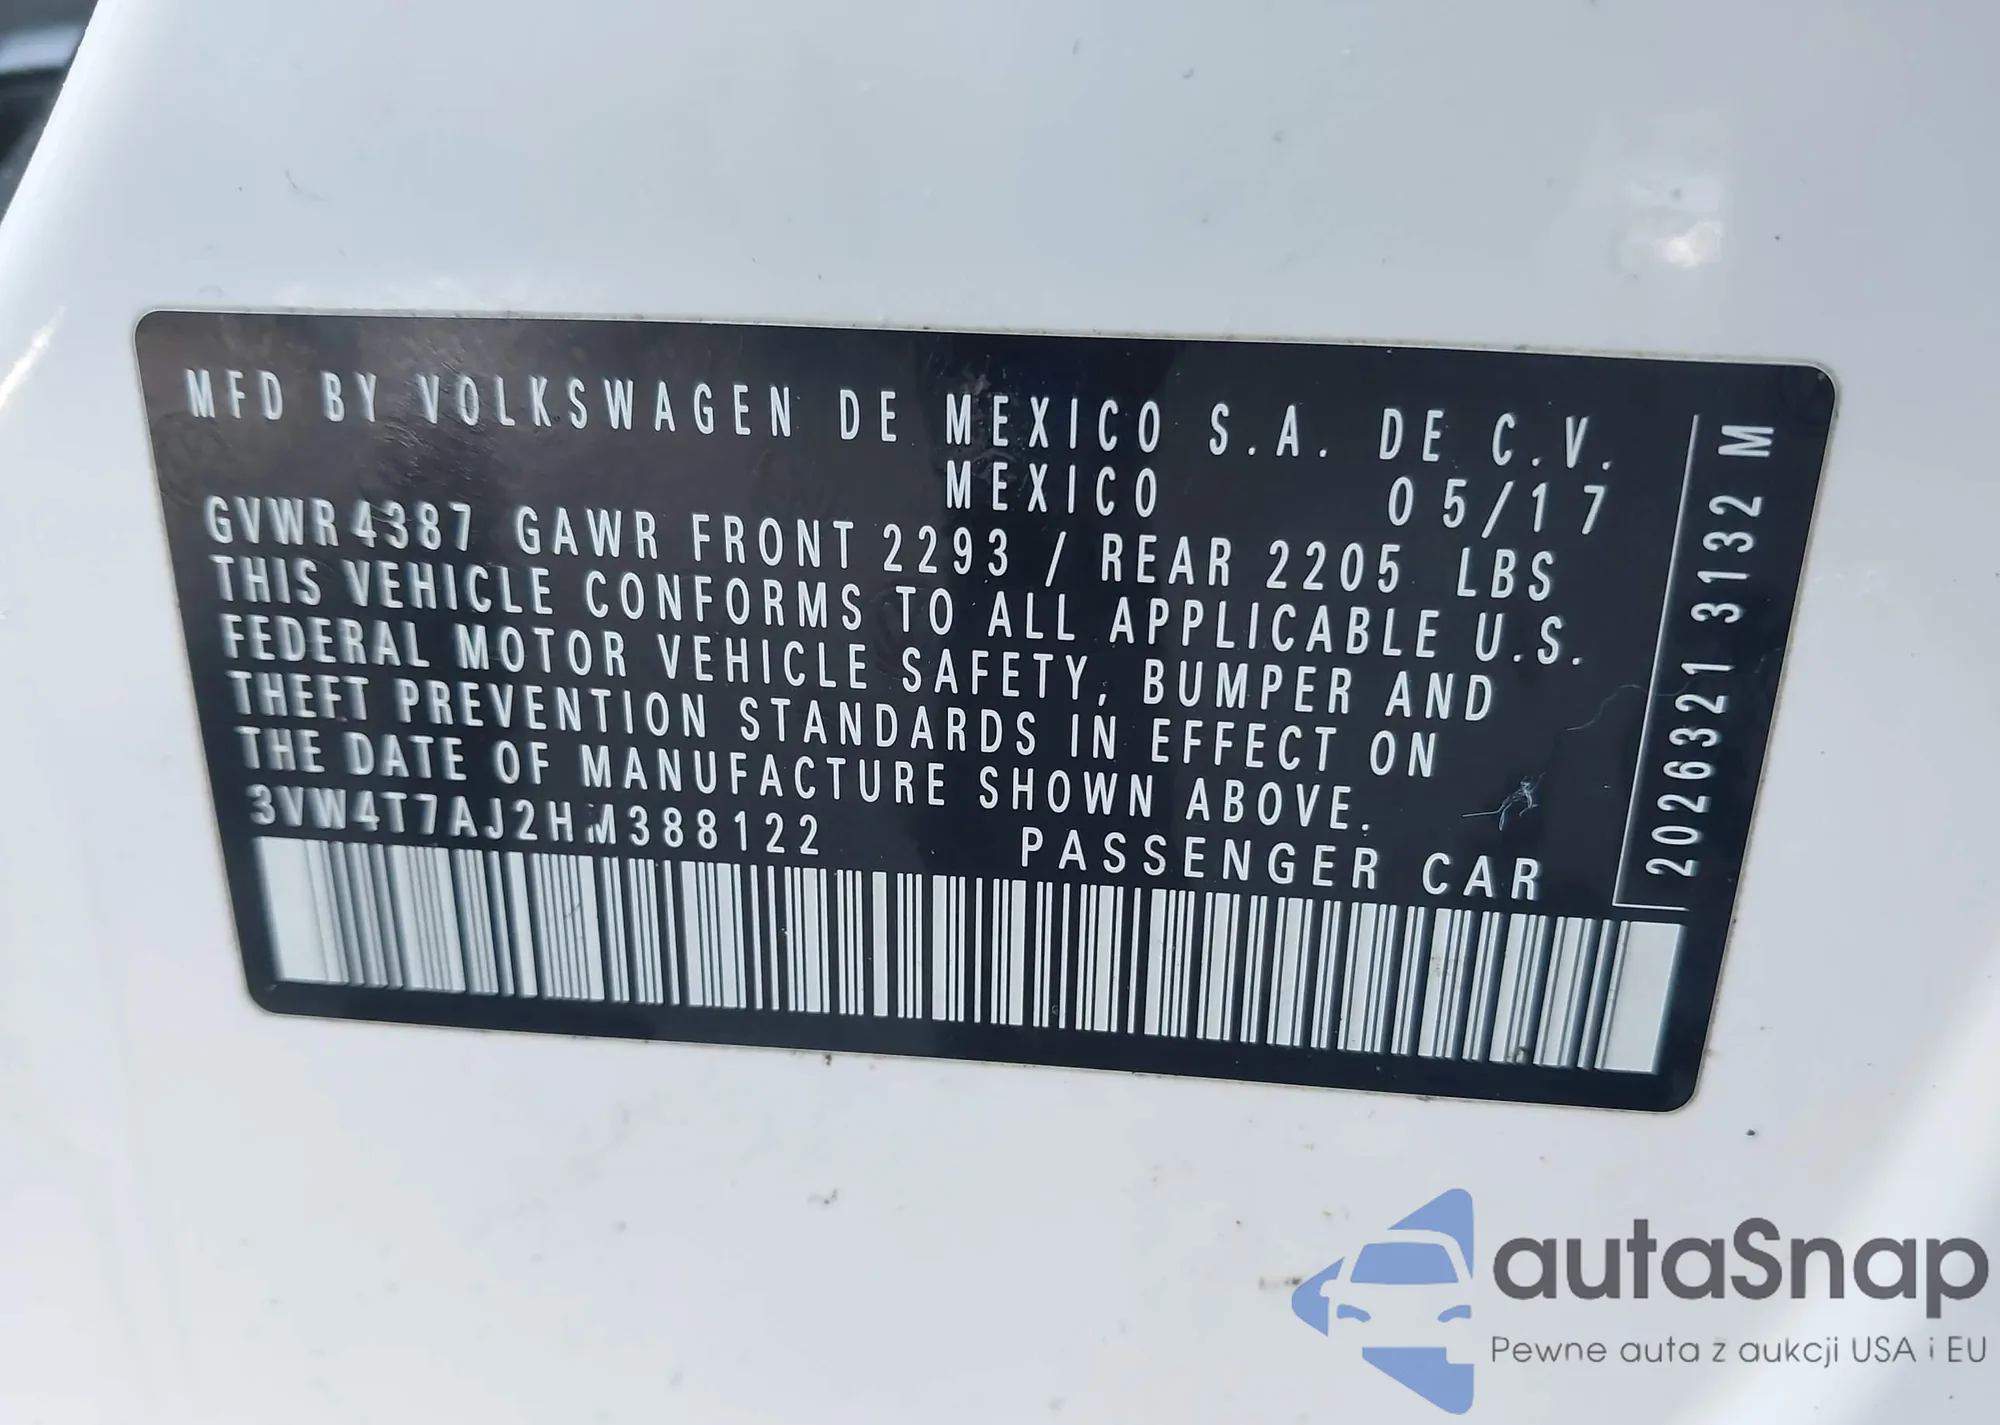 MFD BY VOLKSWAGEN DE MEXICO S.A. DE C.V.
MEXICO 05/17
GVWR 4387 GAWR FRONT 2293 / REAR 2205 LBS
THIS VEHICLE CONFORMS TO ALL APPLICABLE U.S.
FEDERAL MOTOR VEHICLE SAFETY, BUMPER AND
THEFT PREVENTION STANDARDS IN EFFECT ON
THE DATE OF MANUFACTURE SHOWN ABOVE.
3VW4T7AJ2HM388122 PASSENGER CAR
2026321 3132 M
autaSnap
Pewne auta z aukcji USA i EU